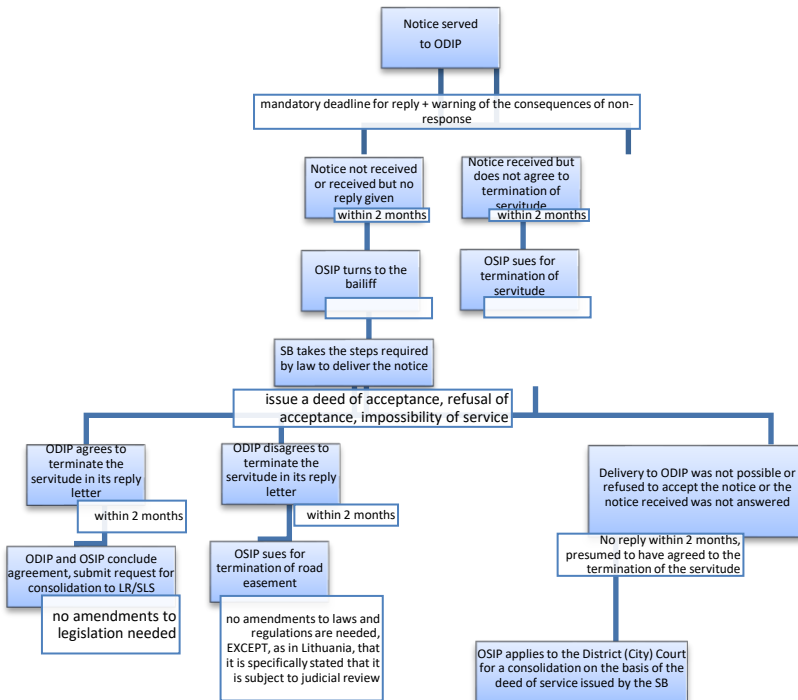 Notice served
to ODIP
mandatory deadline for reply + warning of the consequences of non-
response
Notice not received
or received but no
reply given
within 2 months
Notice received but
does not agree to
termination of
servitude
within 2 months
OSIP turns to the
bailiff
OSIP sues for
termination of
servitude
SB takes the steps required
by law to deliver the notice
issue a deed of acceptance, refusal of
acceptance, impossibility of service
ODIP agrees to
terminate the
servitude in its reply
letter
within 2 months
ODIP disagrees to
terminate the
servitude in its reply
letter
within 2 months
Delivery to ODIP was not possible or
refused to accept the notice or the
notice received was not answered
No reply within 2 months,
presumed to have agreed to the
termination of the servitude
ODIP and OSIP conclude
agreement, submit request for
consolidation to LR/SLS
no amendments to
legislation needed
OSIP sues for
termination of road
easement
no amendments to laws and
regulations are needed,
EXCEPT, as in Lithuania, that
it is specifically stated that it
is subject to judicial review
OSIP applies to the District (City) Court
for a consolidation on the basis of the
deed of service issued by the SB